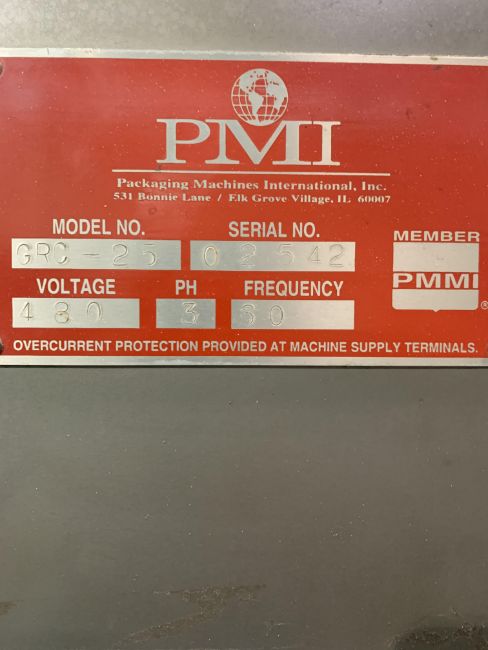 PMI
Packaging Machines International, Inc.
531 Bonnie Lane / Elk Grove Village, IL 60007
MODEL NO. SERIAL NO.
GRC-25 02542
MEMBER
PMMI
®
VOLTAGE PH FREQUENCY
480 3 60
OVERCURRENT PROTECTION PROVIDED AT MACHINE SUPPLY TERMINALS.